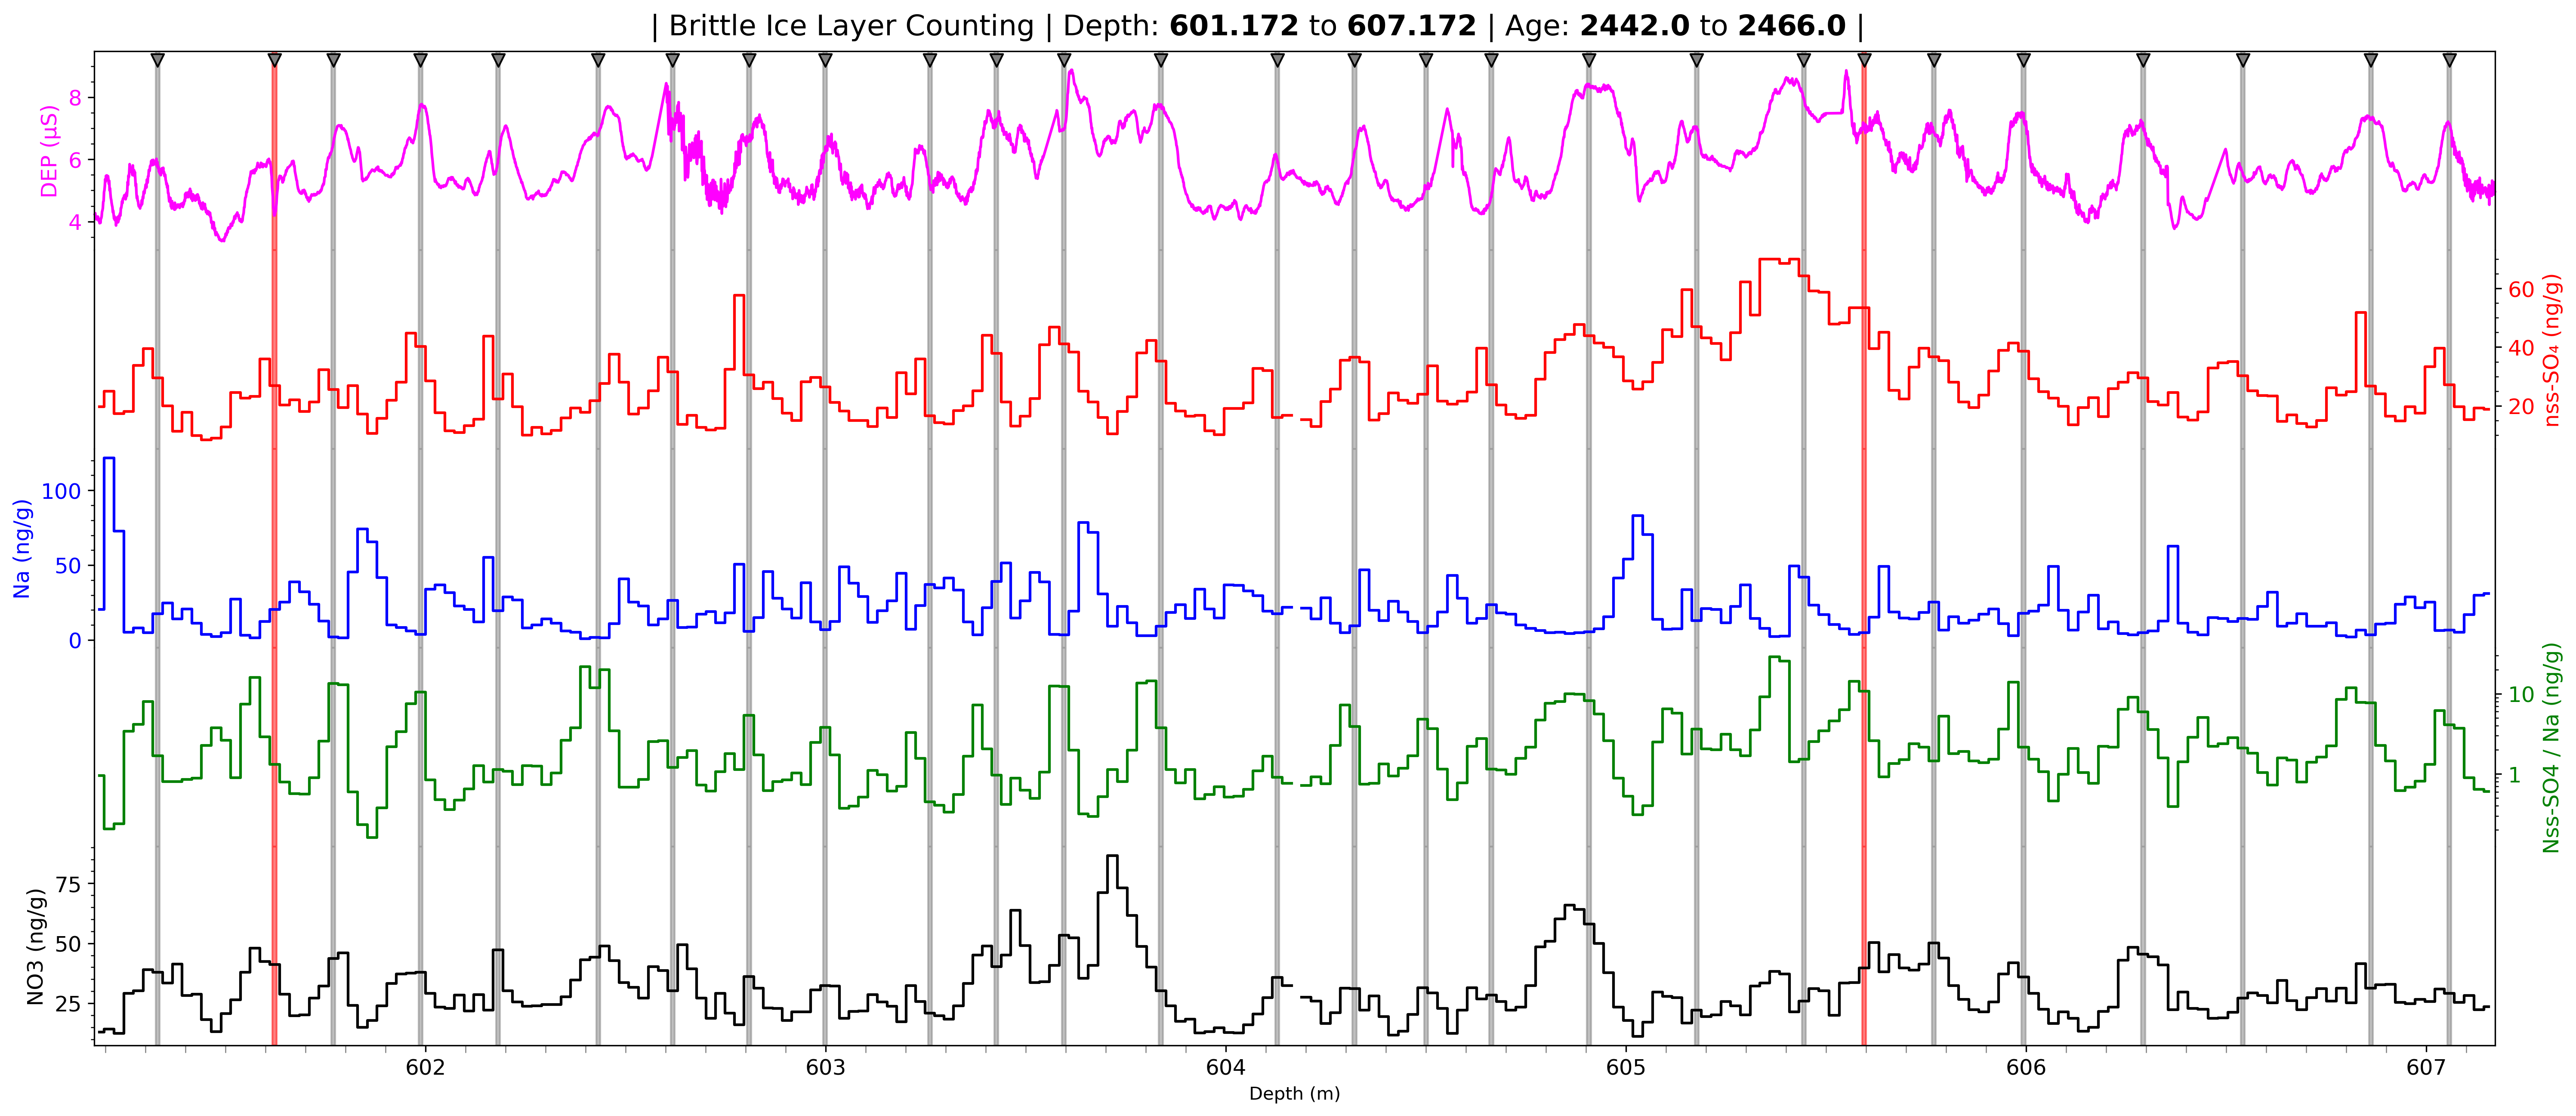 | Brittle Ice Layer Counting | Depth: 601.172 to 607.172 | Age: 2442.0 to 2466.0 |
DEP (μS)
8
6
4
nss-SO₄ (ng/g)
60
40
20
Na (ng/g)
100
50
0
Nss-SO4 / Na (ng/g)
10
1
NO3 (ng/g)
75
50
25
602
603
604
605
606
607
Depth (m)